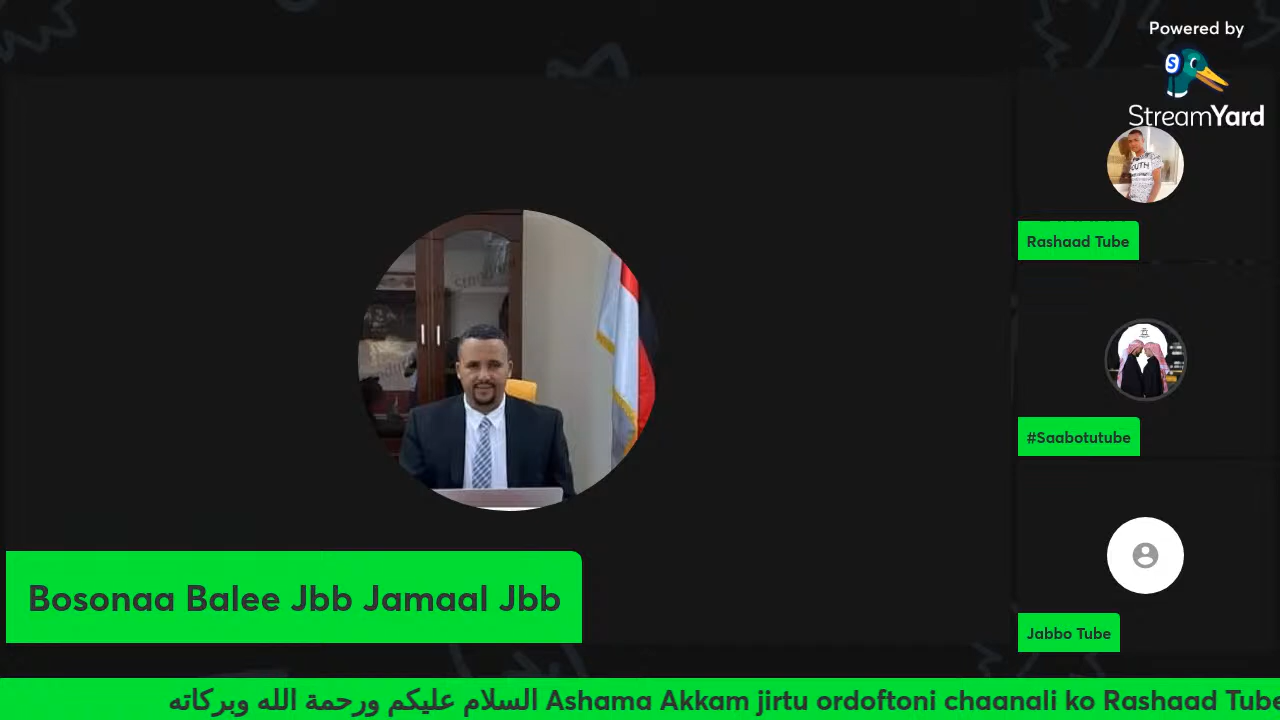 Powered by
StreamYard
OUTH
Rashaad Tube
#Saabotutube
Jabbo Tube
Bosonaa Balee Jbb Jamaal Jbb
السلام عليكم ورحمة الله وبركاته Ashama Akkam jirtu ordoftoni chaanali ko Rashaad Tube